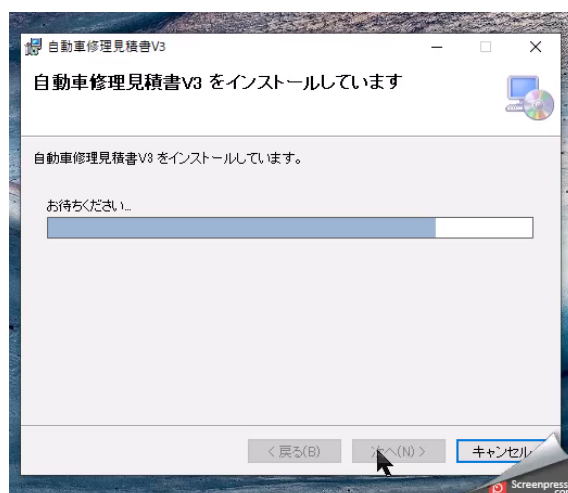 自動車修理見積書V3
自動車修理見積書V3 をインストールしています
自動車修理見積書V3 をインストールしています。
お待ちください...
< 戻る(B)
次へ(N) >
キャンセル
Screenpress